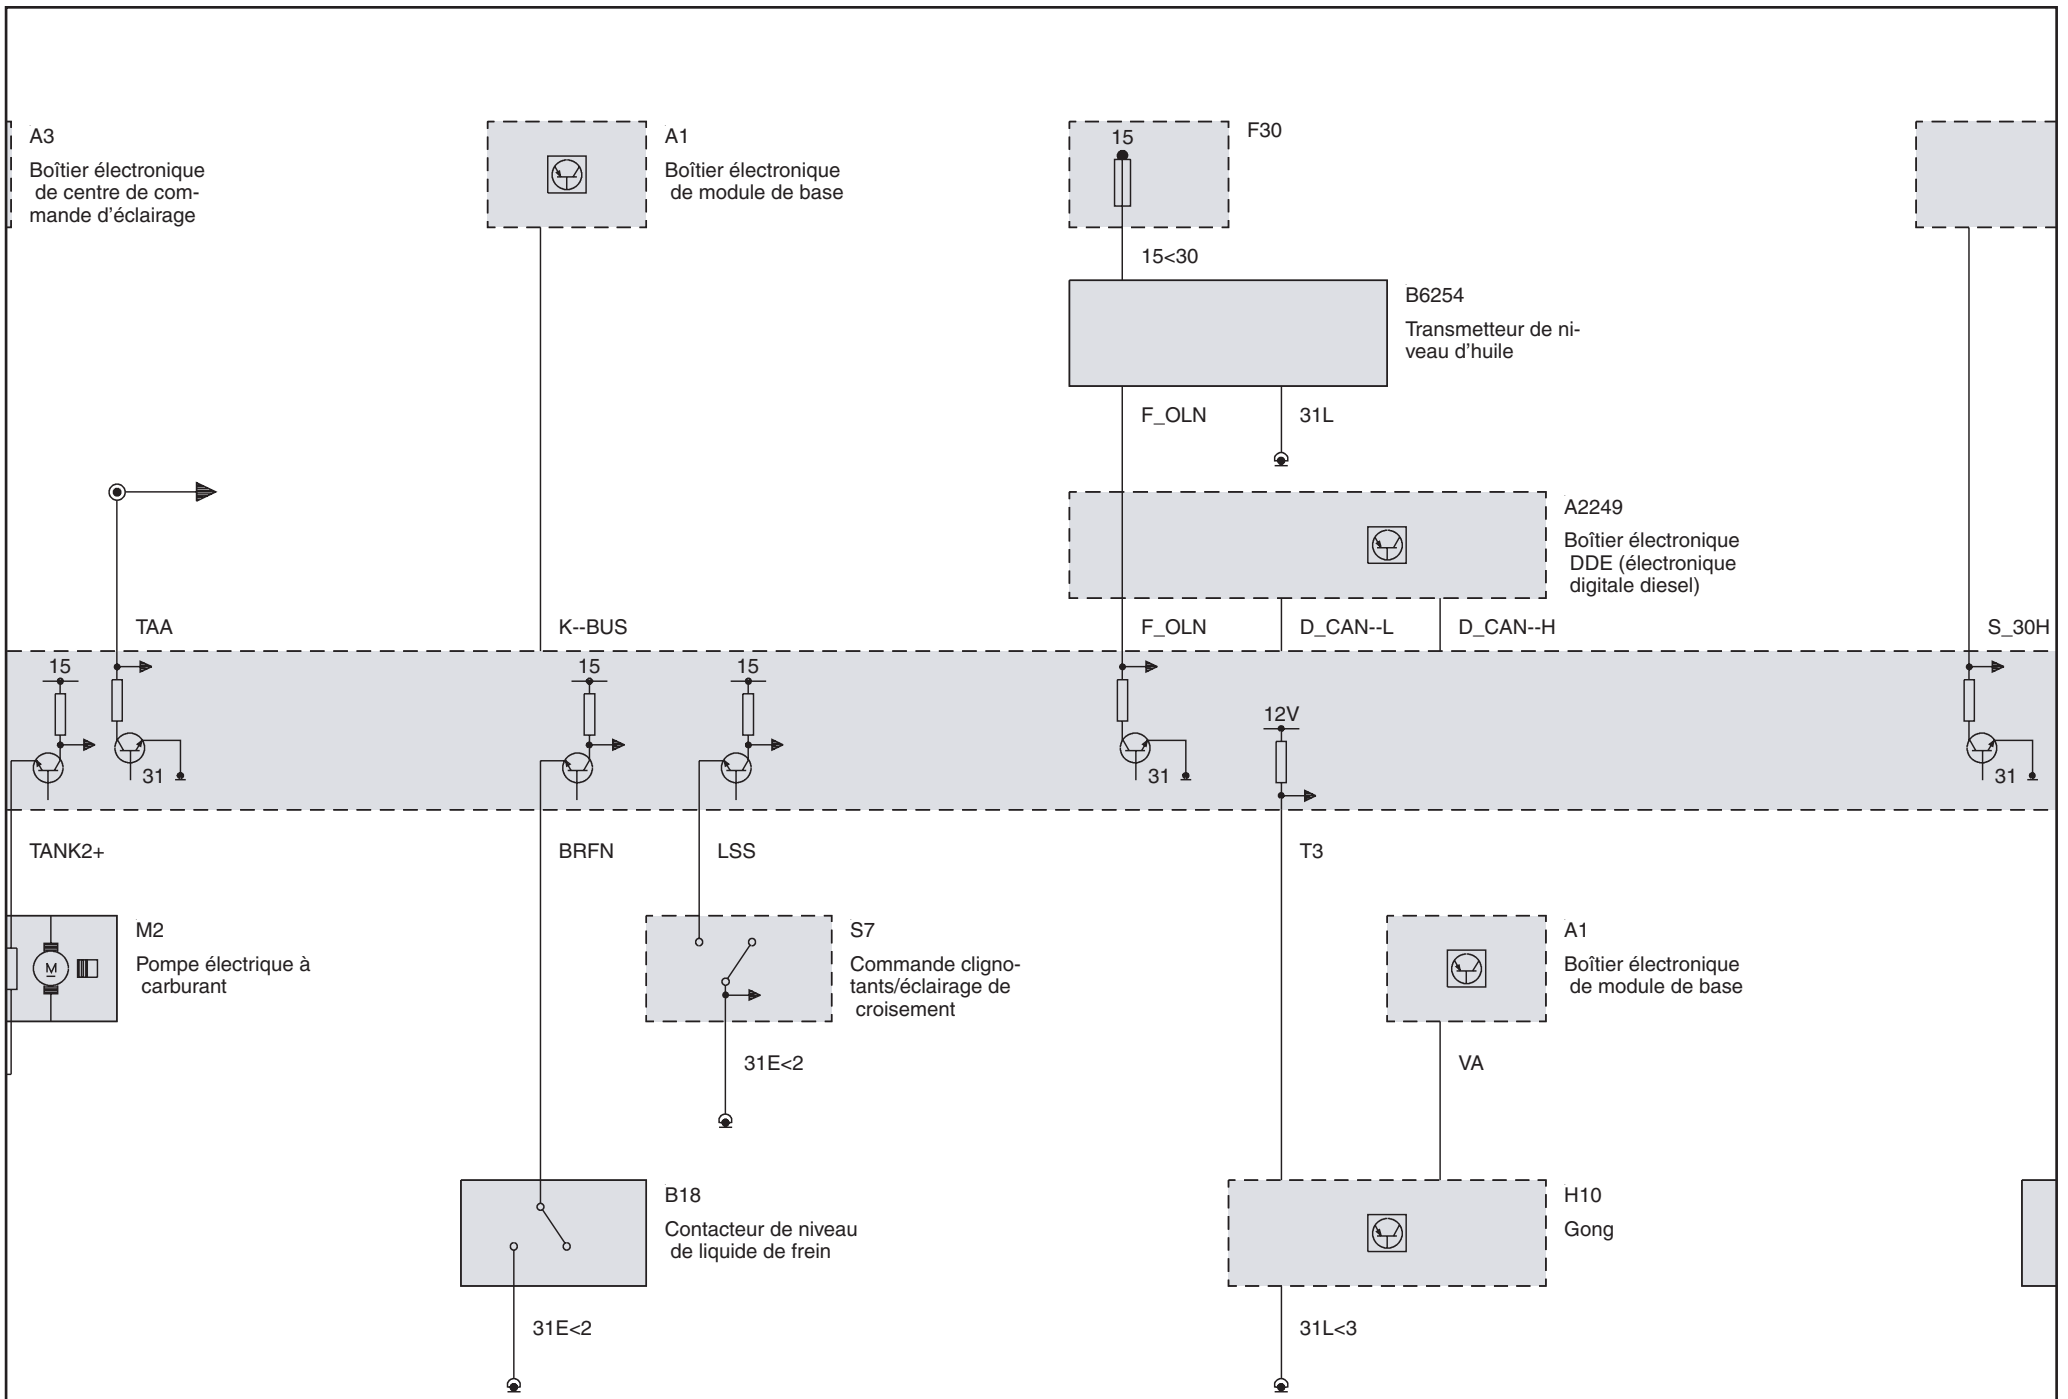 A3
Boîtier électronique
de centre de com-
mande d'éclairage
A1
Boîtier électronique
de module de base
15
F30
15<30
B6254
Transmetteur de ni-
veau d'huile
F_OLN
31L
A2249
Boîtier électronique
DDE (électronique
digitale diesel)
TAA
K--BUS
F_OLN
D_CAN--L
D_CAN--H
S_30H
15
15
15
12V
31
31
31
TANK2+
BRFN
LSS
T3
M2
Pompe électrique à
carburant
M
S7
Commande cligno-
tants/éclairage de
croisement
A1
Boîtier électronique
de module de base
31E<2
VA
B18
Contacteur de niveau
de liquide de frein
H10
Gong
31E<2
31L<3